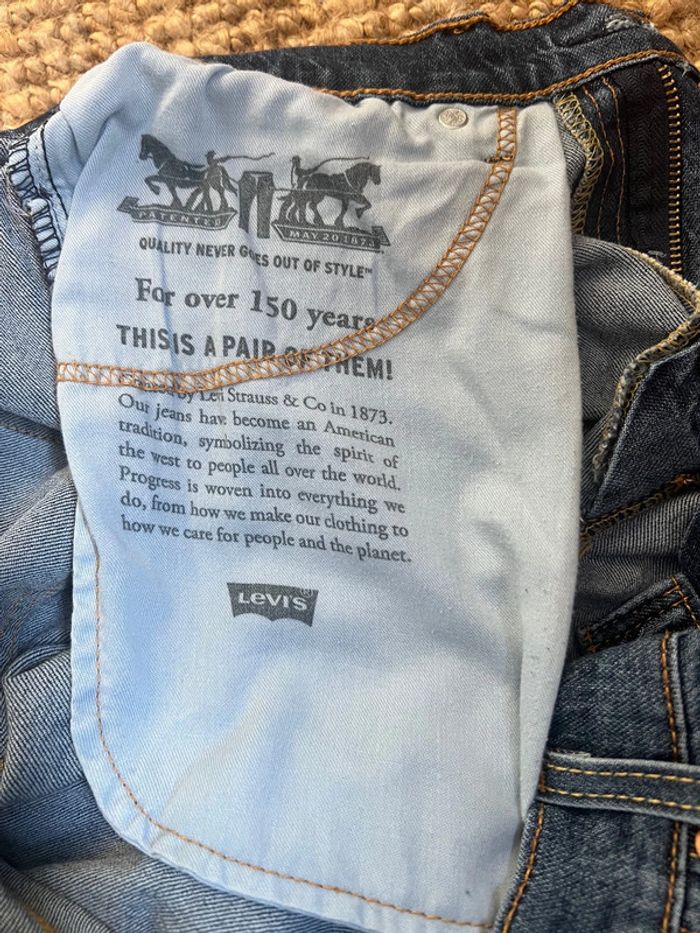 PATENTED
MAY 20 1873
QUALITY NEVER GOES OUT OF STYLE™
For over 150 years
THIS IS A PAIR OF THEM!
by Levi Strauss & Co in 1873.
Our jeans have become an American
tradition, symbolizing the spirit of
the west to people all over the world.
Progress is woven into everything we
do, from how we make our clothing to
how we care for people and the planet.
LEVI'S®